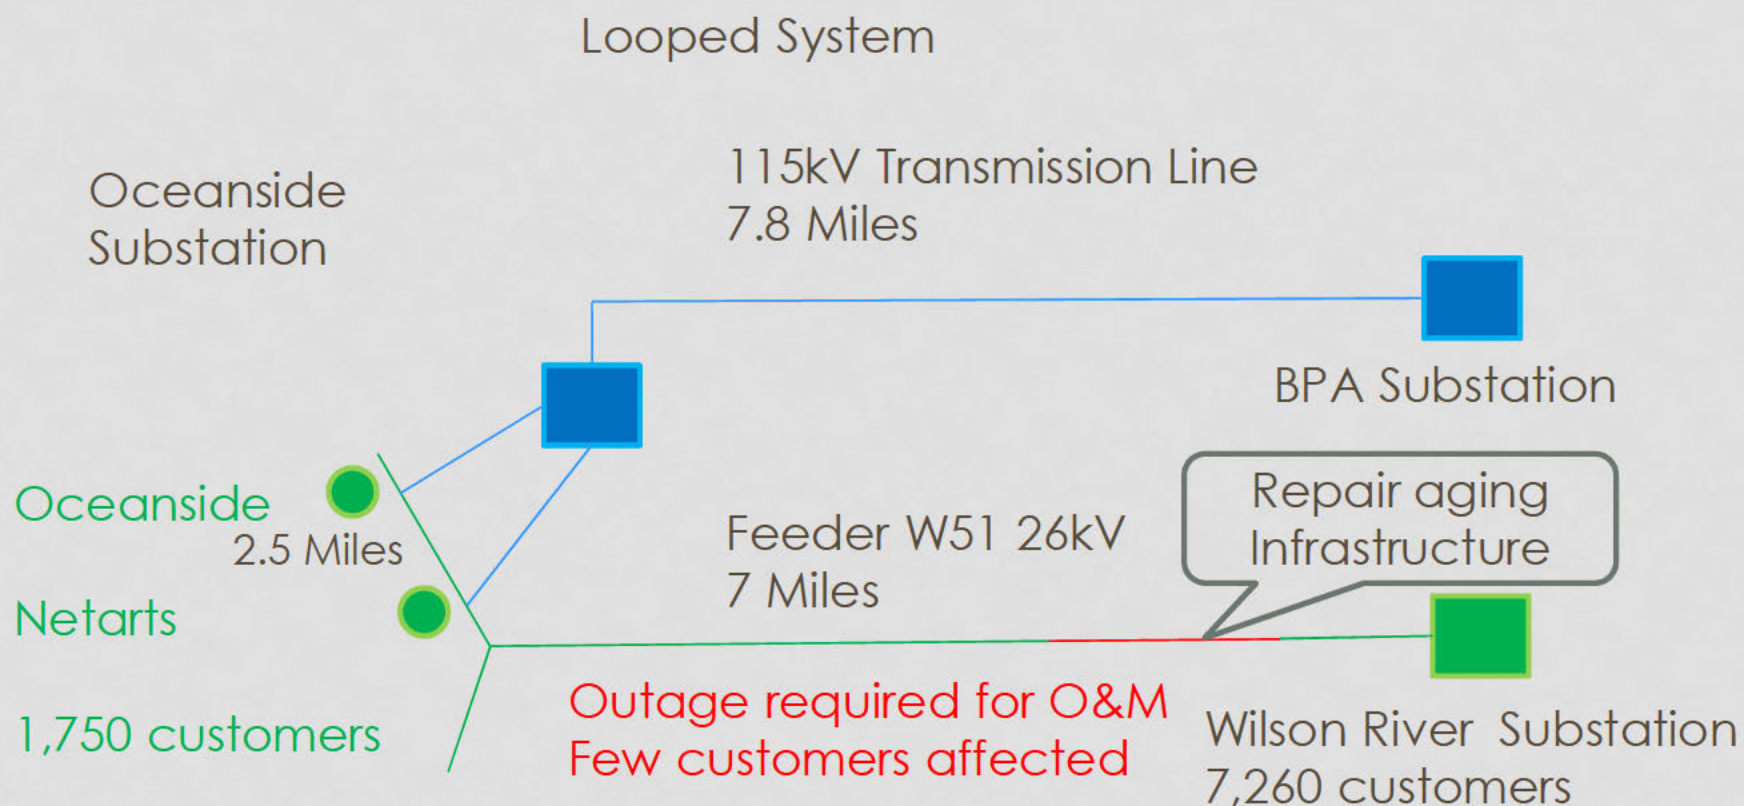 Looped System
Oceanside
Substation
115kV Transmission Line
7.8 Miles
BPA Substation
Oceanside
2.5 Miles
Netarts
1,750 customers
Feeder W51 26kV
7 Miles
Repair aging
Infrastructure
Outage required for O&M
Few customers affected
Wilson River Substation
7,260 customers